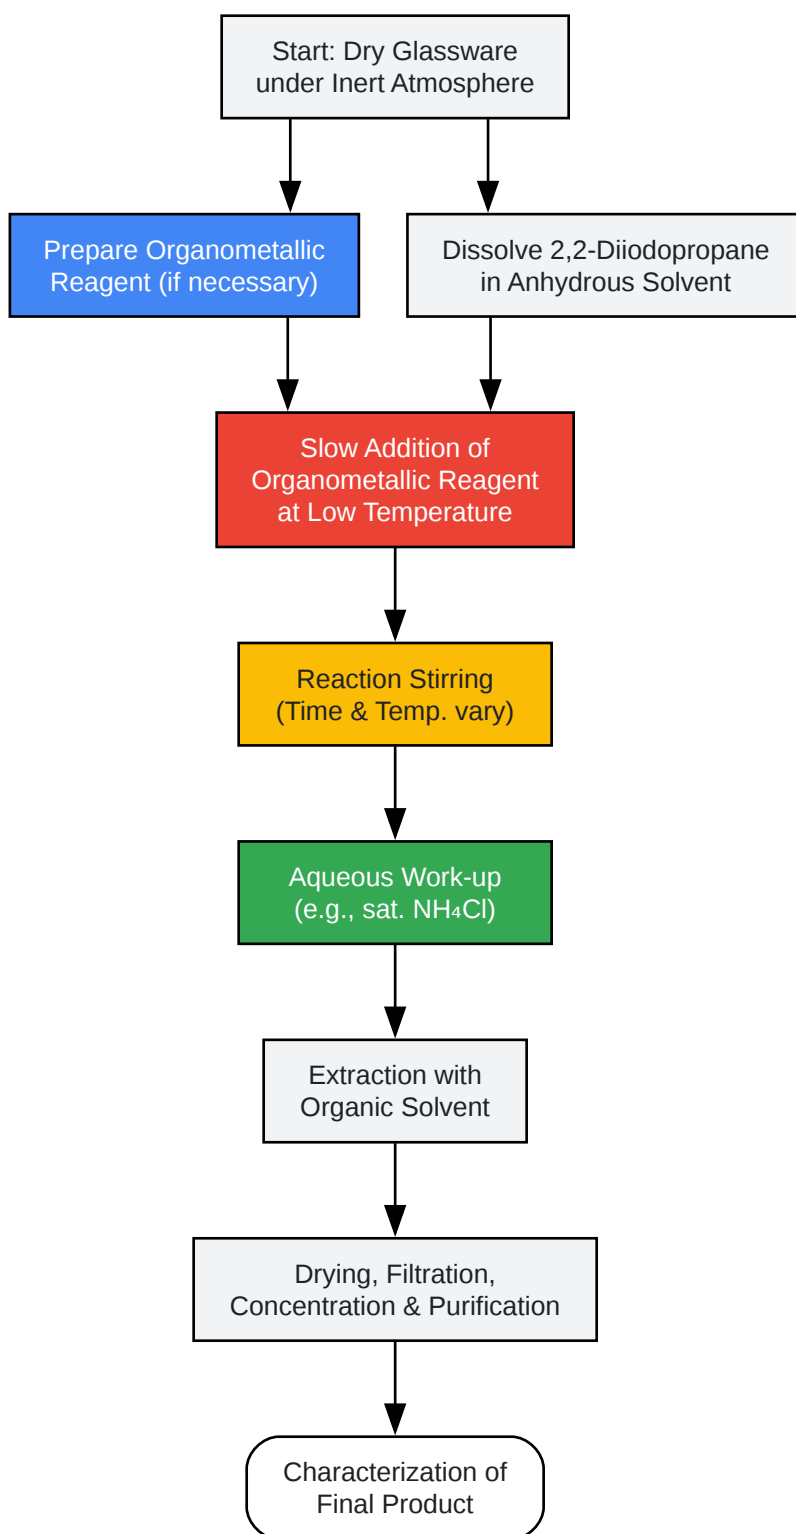 Start: Dry Glassware
under Inert Atmosphere
Prepare Organometallic
Reagent (if necessary)
Dissolve 2,2-Diiodopropane
in Anhydrous Solvent
Slow Addition of
Organometallic Reagent
at Low Temperature
Reaction Stirring
(Time & Temp. vary)
Aqueous Work-up
(e.g., sat. NH₄Cl)
Extraction with
Organic Solvent
Drying, Filtration,
Concentration & Purification
Characterization of
Final Product